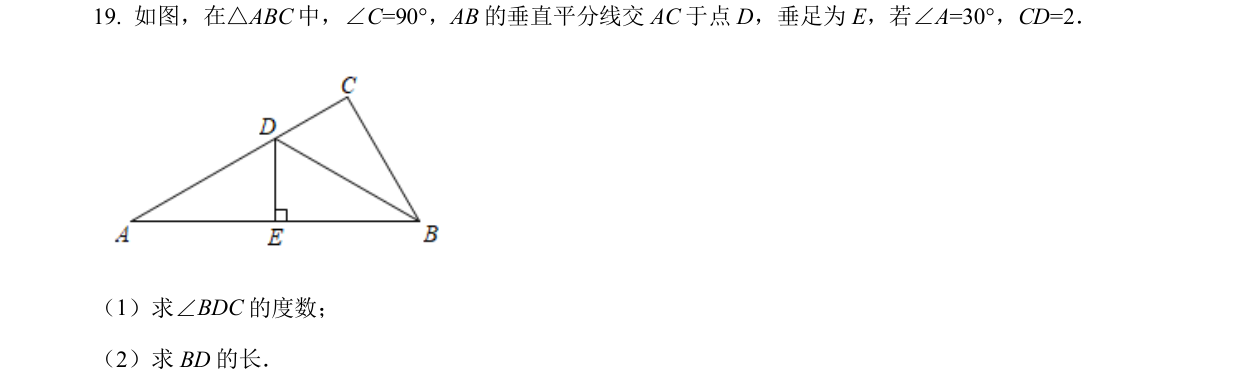 19. 如图，在△ABC中，∠C=90°，AB的垂直平分线交AC于点D，垂足为E，若∠A=30°，CD=2．
C
D
A
E
B
（1）求∠BDC的度数；
（2）求BD的长．